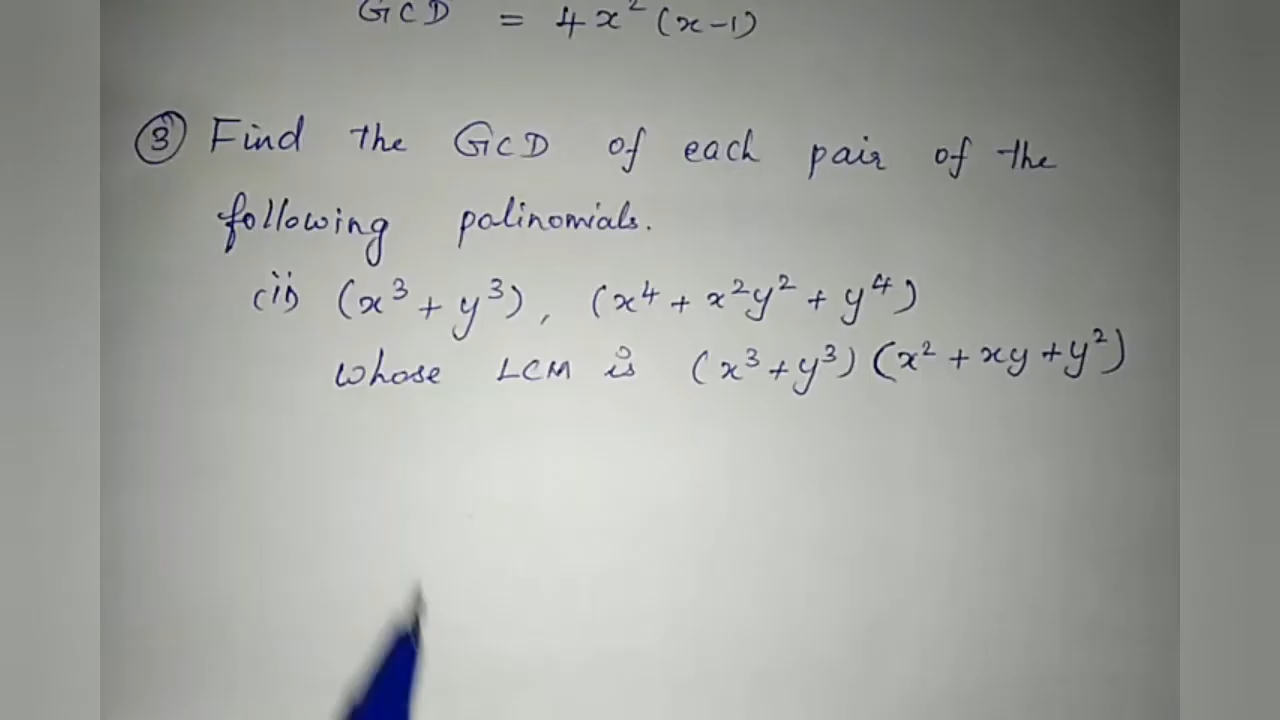 GCD = 4x²(x-1)
③ Find the GCD of each pair of the
following polinomials.
(ii) (x³ + y³), (x⁴ + x²y² + y⁴)
whose LCM is (x³ + y³) (x² + xy + y²)